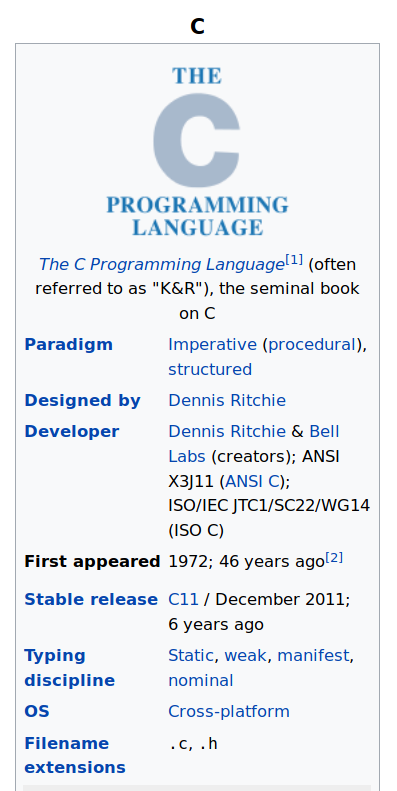 C
THE
C
PROGRAMMING
LANGUAGE
The C Programming Language[1] (often
referred to as "K&R"), the seminal book
on C
Paradigm Imperative (procedural),
structured
Designed by Dennis Ritchie
Developer Dennis Ritchie & Bell
Labs (creators); ANSI
X3J11 (ANSI C);
ISO/IEC JTC1/SC22/WG14
(ISO C)
First appeared 1972; 46 years ago[2]
Stable release C11 / December 2011;
6 years ago
Typing Static, weak, manifest,
discipline nominal
OS Cross-platform
Filename .c, .h
extensions